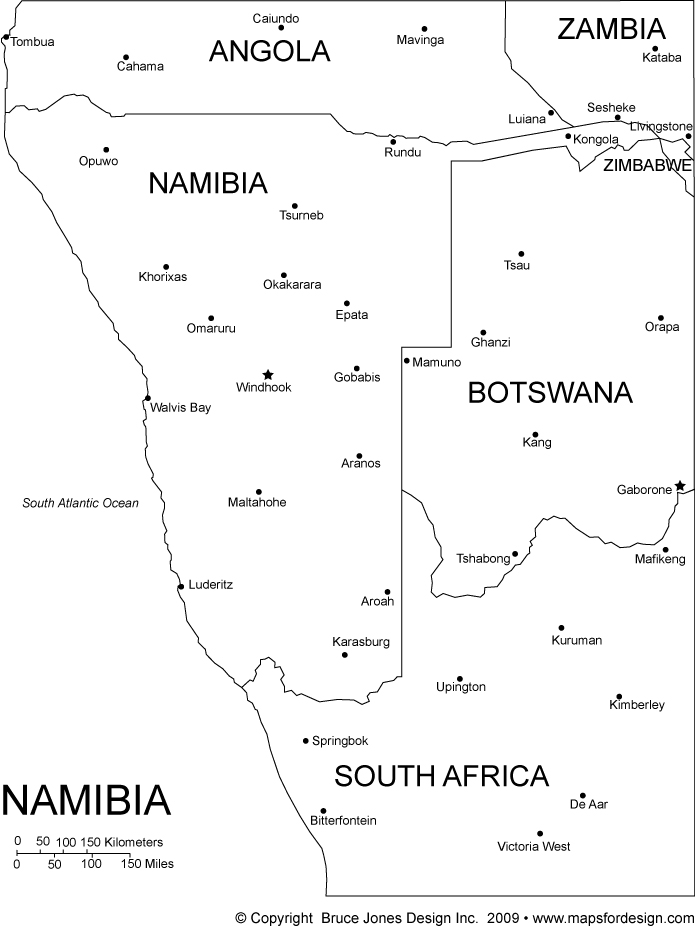 Caiundo
ZAMBIA
Tombua
ANGOLA
Mavinga
Kataba
Cahama
Sesheke
Luiana
Livingstone
Kongola
Rundu
Opuwo
ZIMBABWE
NAMIBIA
Tsurneb
Tsau
Khorixas
Okakarara
Epata
Omaruru
Orapa
Ghanzi
Mamuno
Gobabis
Windhook
BOTSWANA
Walvis Bay
Kang
Aranos
Gaborone
Maltahohe
South Atlantic Ocean
Tshabong
Mafikeng
Luderitz
Aroah
Karasburg
Kuruman
Upington
Kimberley
Springbok
SOUTH AFRICA
NAMIBIA
De Aar
Bitterfontein
0 50 100 150 Kilometers
Victoria West
0 50 100 150 Miles
© Copyright Bruce Jones Design Inc. 2009 • www.mapsfordesign.com